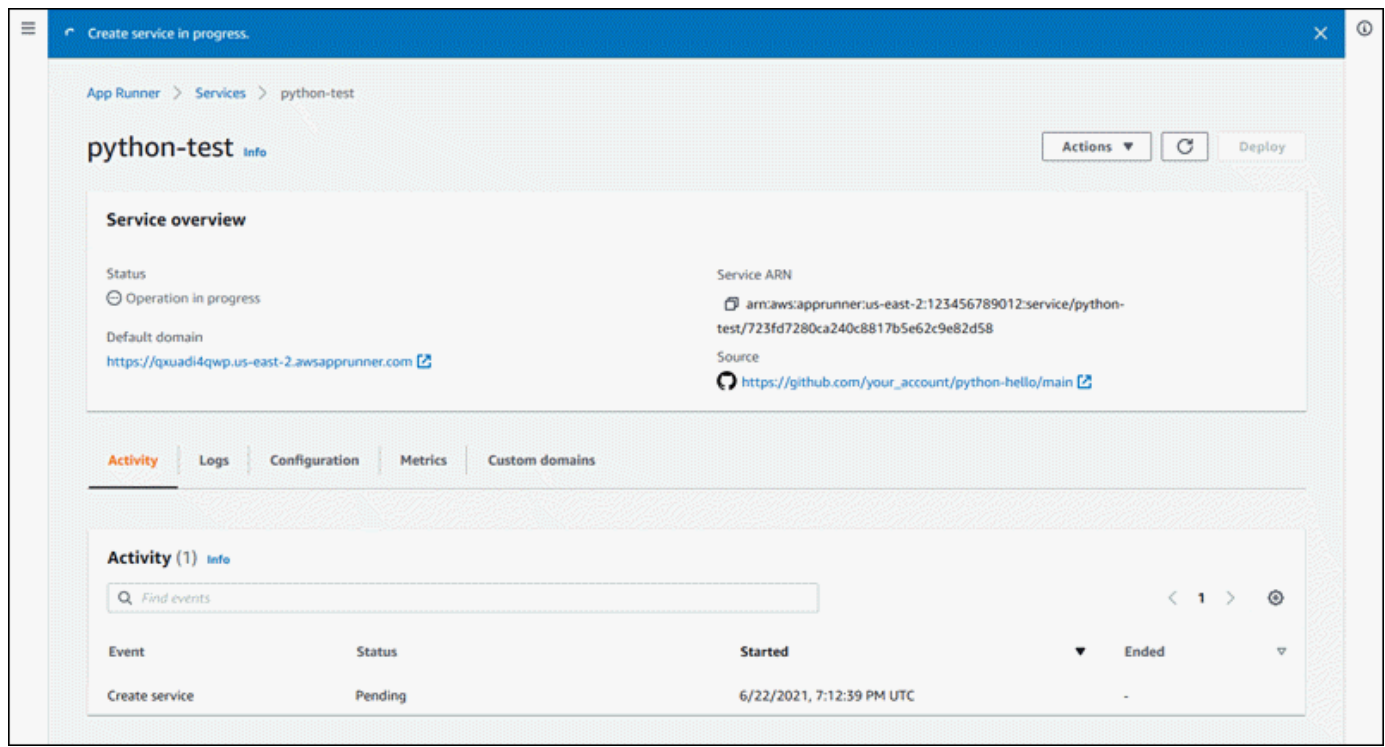 Create service in progress.
App Runner > Services > python-test
python-test Info
Actions Deploy
Service overview
Status
Operation in progress
Default domain
https://qxuadi4qwp.us-east-2.awsapprunner.com
Service ARN
arn:aws:apprunner:us-east-2:123456789012:service/python-
test/723fd7280ca240c8817b5e62c9e82d58
Source
https://github.com/your_account/python-hello/main
Activity Logs Configuration Metrics Custom domains
Activity (1) Info
Find events
< 1 >
Event Status Started Ended
Create service Pending 6/22/2021, 7:12:39 PM UTC -